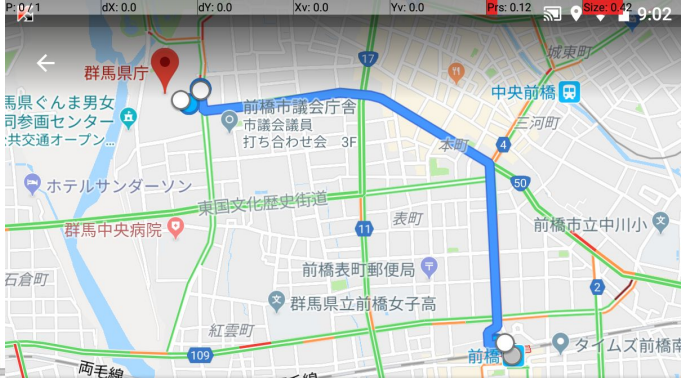 P: 0 / 1 dX: 0.0 dY: 0.0 Xv: 0.0 Yv: 0.0 Prs: 0.12 Size: 0.42
9:02
17
城東町
群馬県庁
中央前橋
馬県ぐんま男女
同参画センター
共交通オープン...
前橋市議会庁舎
市議会議員
打ち合わせ会 3F
三河町
本町
4
50
ホテルサンダーソン
東国文化歴史街道
表町
前橋市立中川小
群馬中央病院
11
前橋表町郵便局
石倉町
2
群馬県立前橋女子高
紅雲町
109
前橋
タイムズ前橋南
両毛線